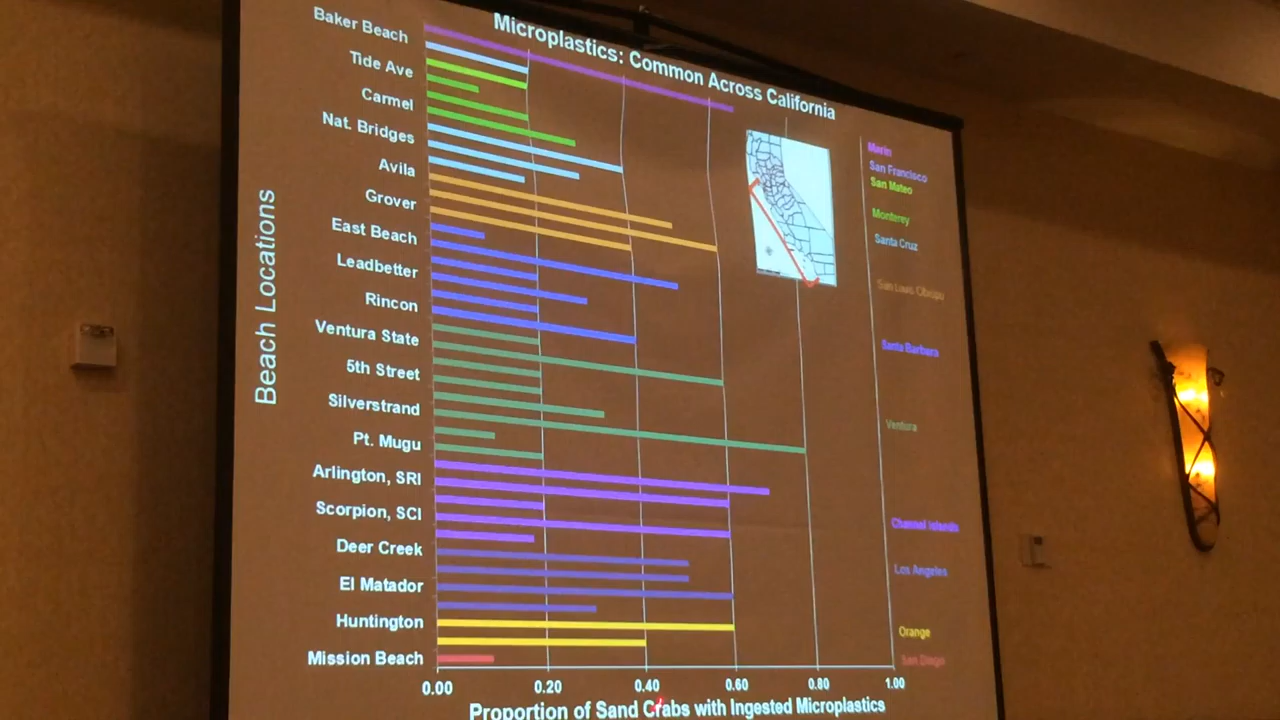 Microplastics: Common Across California
Beach Locations
Baker Beach
Tide Ave
Carmel
Nat. Bridges
Avila
Grover
East Beach
Leadbetter
Rincon
Ventura State
5th Street
Silverstrand
Pt. Mugu
Arlington, SRI
Scorpion, SCI
Deer Creek
El Matador
Huntington
Mission Beach
Marin
San Francisco
San Mateo
Monterey
Santa Cruz
San Louis Obispo
Santa Barbara
Ventura
Channel Islands
Los Angeles
Orange
San Diego
0.00 0.20 0.40 0.60 0.80 1.00
Proportion of Sand Crabs with Ingested Microplastics